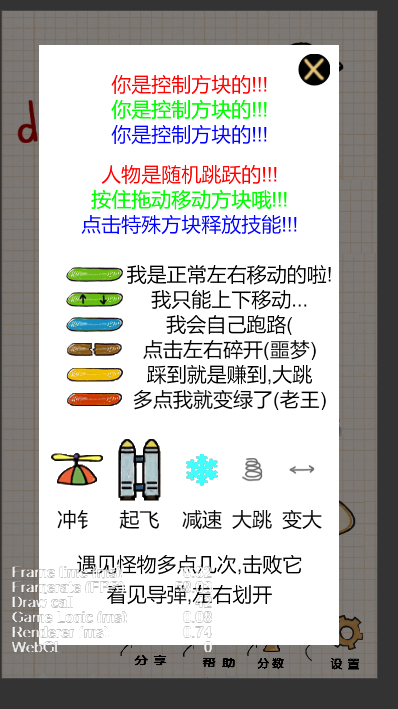 你是控制方块的!!!
你是控制方块的!!!
你是控制方块的!!!
人物是随机跳跃的!!!
按住拖动移动方块哦!!!
点击特殊方块释放技能!!!
我是正常左右移动的啦!
我只能上下移动...
我会自己跑路(
点击左右碎开(噩梦)
踩到就是赚到,大跳
多点我就变绿了(老王)
冲钅 起飞 减速 大跳 变大
遇见怪物多点几次,击败它
看见导弹,左右划开
Frame time (ms)
Framerate (FPS)
Draw call
Game Logic (ms) 0.03
Renderer (ms) 0.74
WebGL 0
分享 帮助 分数 设置